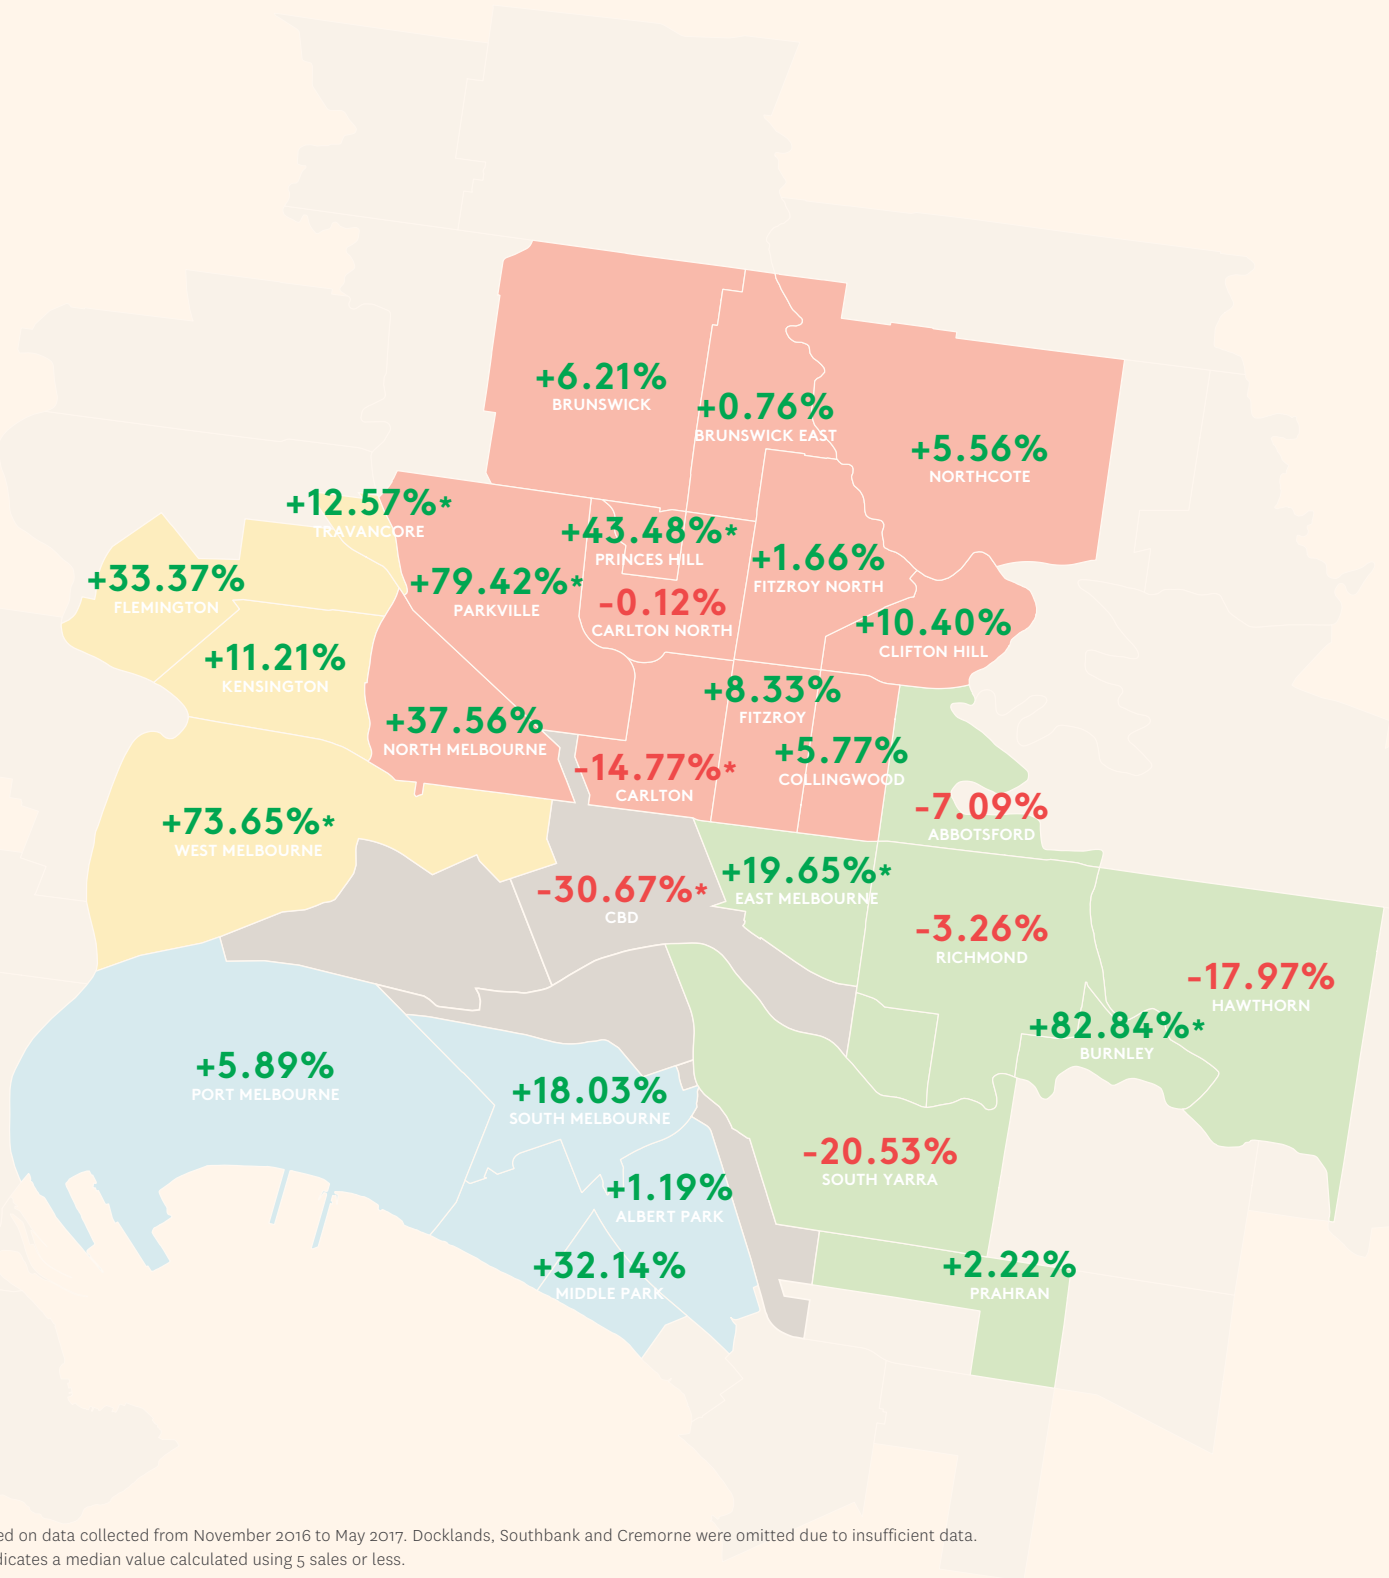 +6.21%
BRUNSWICK
+0.76%
BRUNSWICK EAST
+5.56%
NORTHCOTE
+12.57%*
TRAVANCORE
+43.48%*
PRINCES HILL
+1.66%
FITZROY NORTH
+33.37%
FLEMINGTON
+79.42%*
PARKVILLE
-0.12%
CARLTON NORTH
+10.40%
CLIFTON HILL
+11.21%
KENSINGTON
+8.33%
FITZROY
+37.56%
NORTH MELBOURNE
+5.77%
COLLINGWOOD
-14.77%*
CARLTON
-7.09%
ABBOTSFORD
+73.65%*
WEST MELBOURNE
+19.65%*
EAST MELBOURNE
-30.67%*
CBD
-3.26%
RICHMOND
-17.97%
HAWTHORN
+82.84%*
BURNLEY
+5.89%
PORT MELBOURNE
+18.03%
SOUTH MELBOURNE
-20.53%
SOUTH YARRA
+1.19%
ALBERT PARK
+32.14%
MIDDLE PARK
+2.22%
PRAHRAN
on data collected from November 2016 to May 2017. Docklands, Southbank and Cremorne were omitted due to insufficient data.
a median value calculated using 5 sales or less.